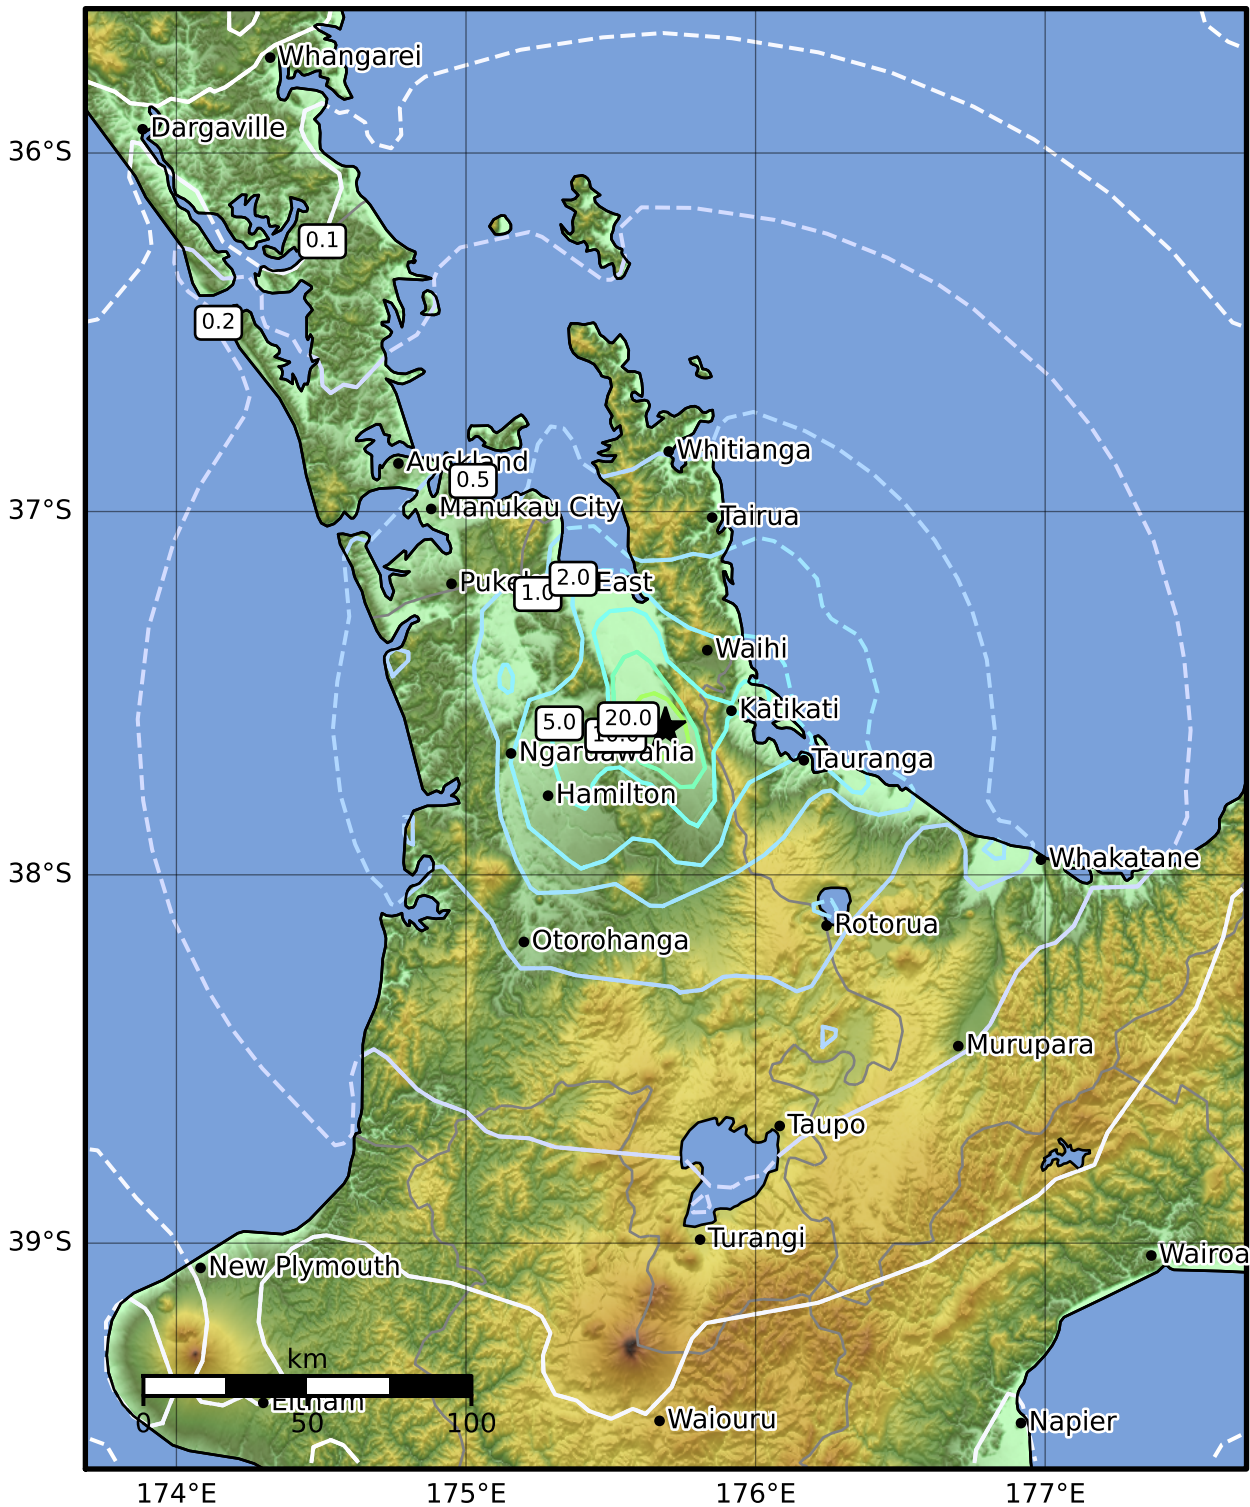 Whangarei
Dargaville
36°S
0.1
0.2
Whitianga
Auckland
0.5
Manukau City
37°S
Tairua
2.0
East
1.0
Waihi
Katikati
20.0
5.0
Ngaruawahia
Tauranga
Hamilton
Whakatane
38°S
Rotorua
Otorohanga
Murupara
Taupo
39°S
Turangi
Wairoa
New Plymouth
km
Eltham
0 50 100
Waiouru
Napier
174°E 175°E 176°E 177°E